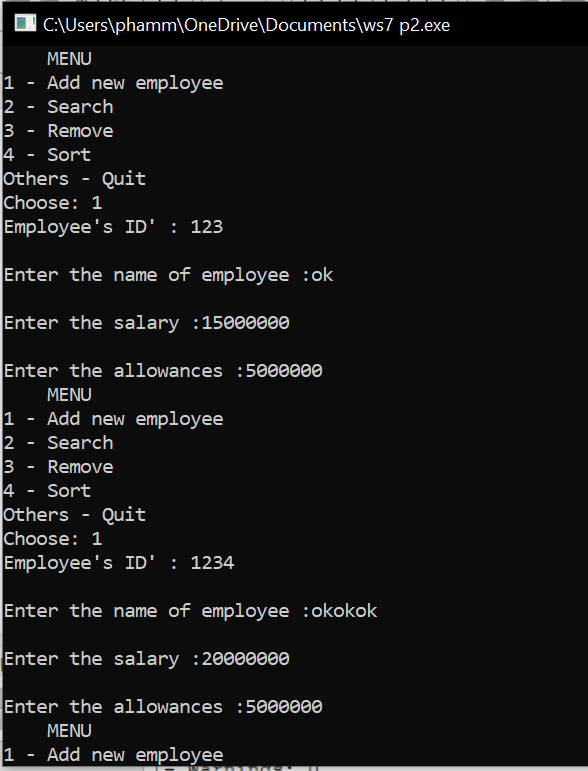 C:\Users\phamm\OneDrive\Documents\ws7 p2.exe
MENU
1 - Add new employee
2 - Search
3 - Remove
4 - Sort
Others - Quit
Choose: 1
Employee's ID' : 123
Enter the name of employee :ok
Enter the salary :15000000
Enter the allowances :5000000
MENU
1 - Add new employee
2 - Search
3 - Remove
4 - Sort
Others - Quit
Choose: 1
Employee's ID' : 1234
Enter the name of employee :okokok
Enter the salary :20000000
Enter the allowances :5000000
MENU
1 - Add new employee